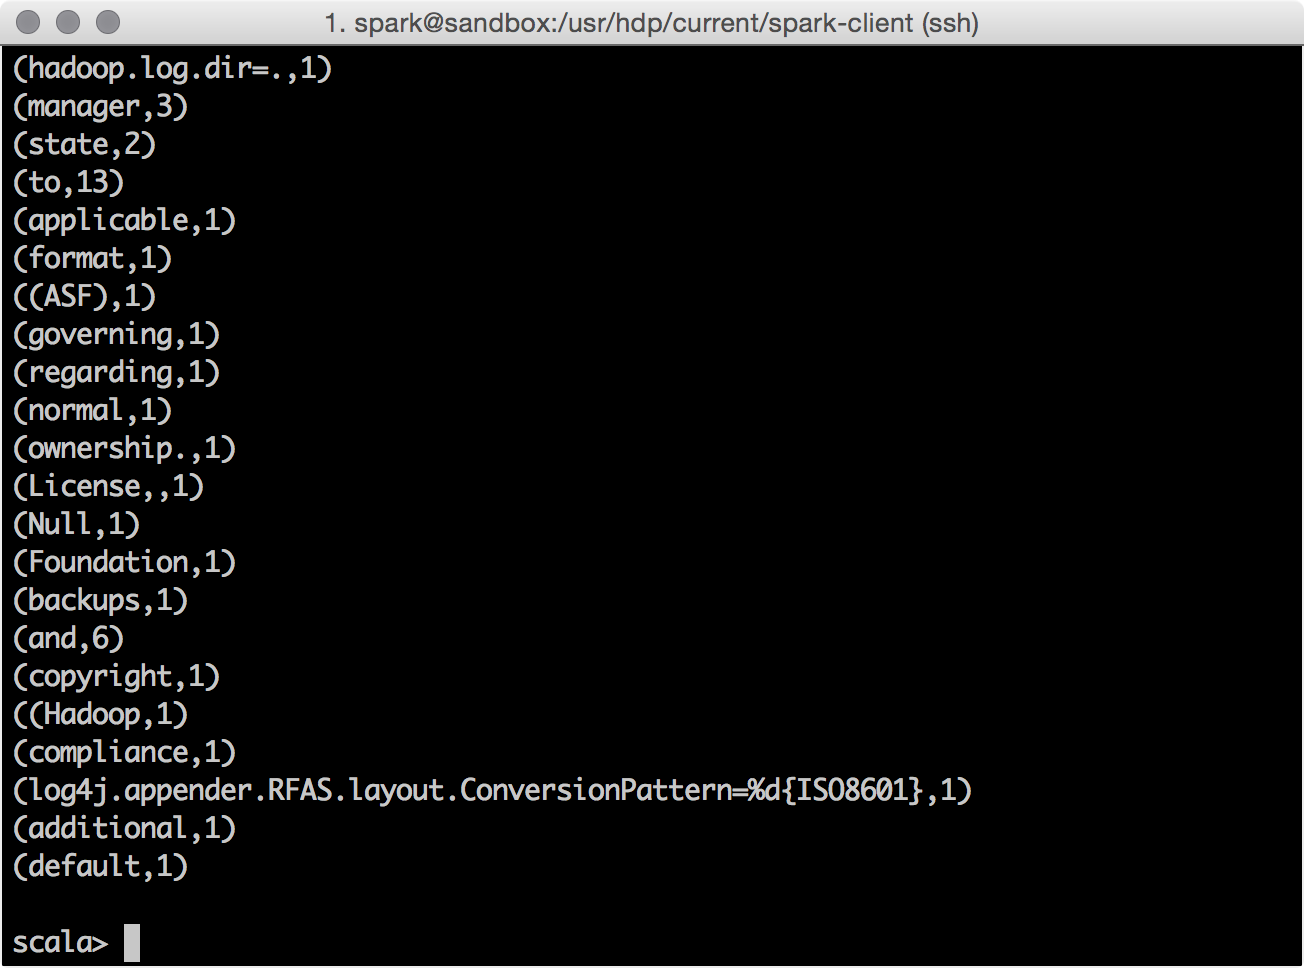 1. spark@sandbox:/usr/hdp/current/spark-client (ssh)
(hadoop.log.dir=.,1)
(manager,3)
(state,2)
(to,13)
(applicable,1)
(format,1)
((ASF),1)
(governing,1)
(regarding,1)
(normal,1)
(ownership.,1)
(License,,1)
(Null,1)
(Foundation,1)
(backups,1)
(and,6)
(copyright,1)
((Hadoop,1)
(compliance,1)
(log4j.appender.RFAS.layout.ConversionPattern=%d{ISO8601},1)
(additional,1)
(default,1)
scala>